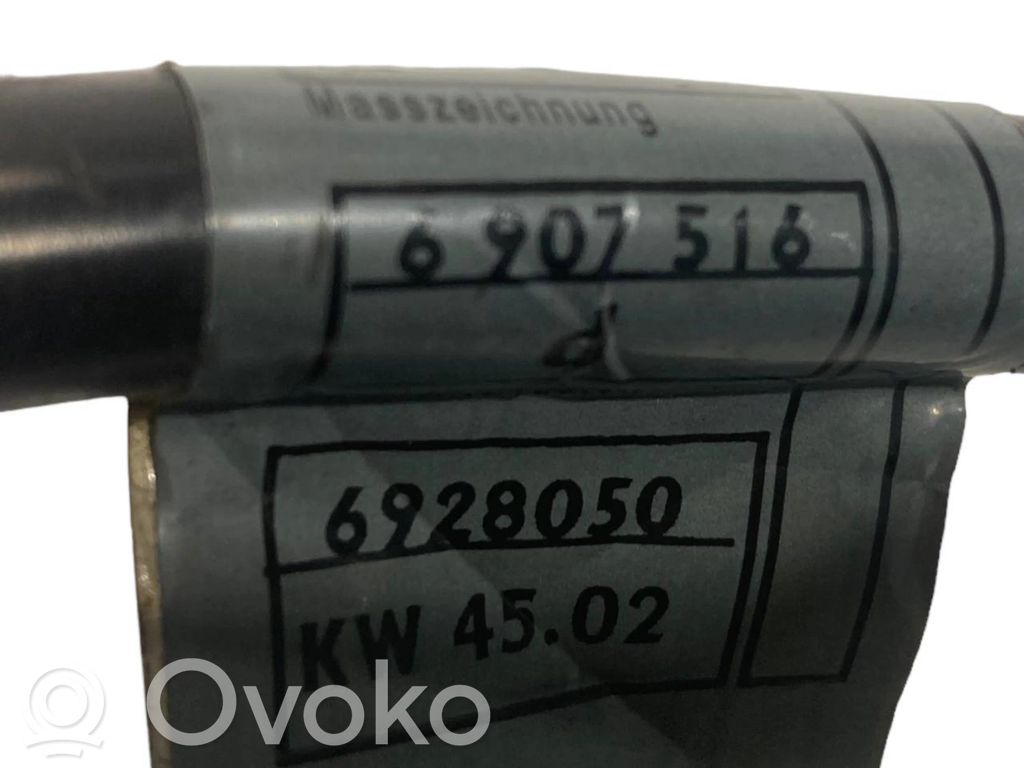 Masszeichnung
6 907 516
d
6928050
KW 45.02
Ovoko